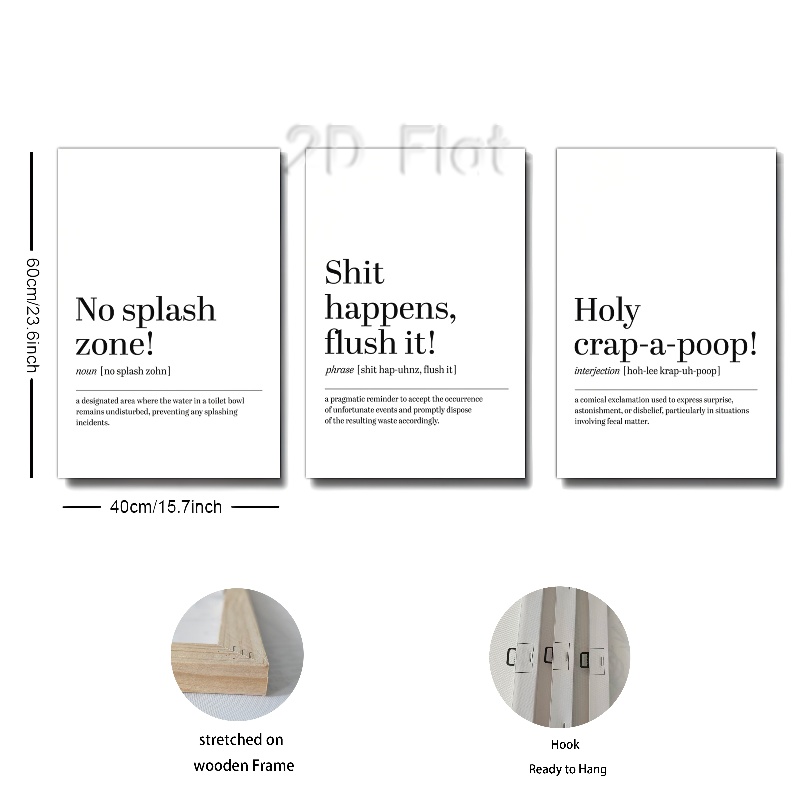 2D Flat
60cm/23.6inch
No splash
zone!
noun [no splash zohn]
a designated area where the water in a toilet bowl
remains undisturbed, preventing any splashing
incidents.
Shit
happens,
flush it!
phrase [shit hap-uhnz, flush it]
a pragmatic reminder to accept the occurrence
of unfortunate events and promptly dispose
of the resulting waste accordingly.
Holy
crap-a-poop!
interjection [hoh-lee krap-uh-poop]
a comical exclamation used to express surprise,
astonishment, or disbelief, particularly in situations
involving fecal matter.
40cm/15.7inch
stretched on
wooden Frame
Hook
Ready to Hang